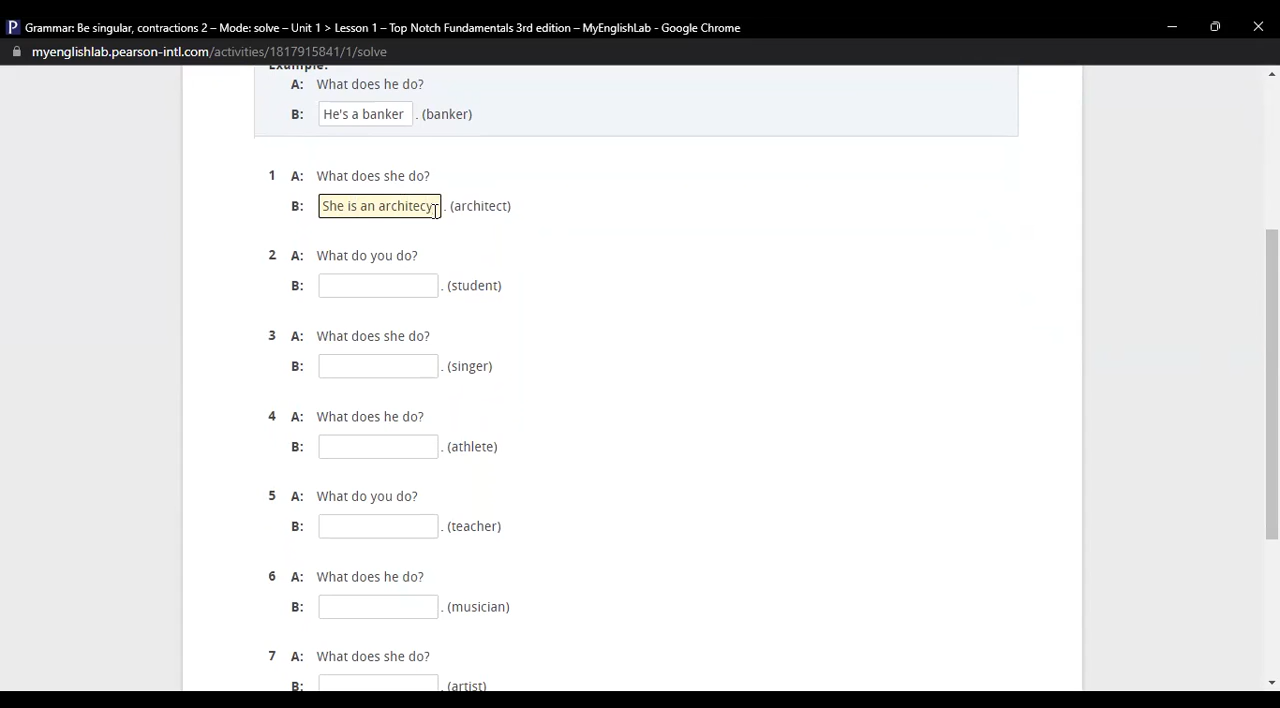 Grammar: Be singular, contractions 2 – Mode: solve – Unit 1 > Lesson 1 – Top Notch Fundamentals 3rd edition – MyEnglishLab - Google Chrome
myenglishlab.pearson-intl.com/activities/1817915841/1/solve
Example:
A: What does he do?
B: He's a banker . (banker)
1 A: What does she do?
B: She is an architecy . (architect)
2 A: What do you do?
B: . (student)
3 A: What does she do?
B: . (singer)
4 A: What does he do?
B: . (athlete)
5 A: What do you do?
B: . (teacher)
6 A: What does he do?
B: . (musician)
7 A: What does she do?
B: . (artist)